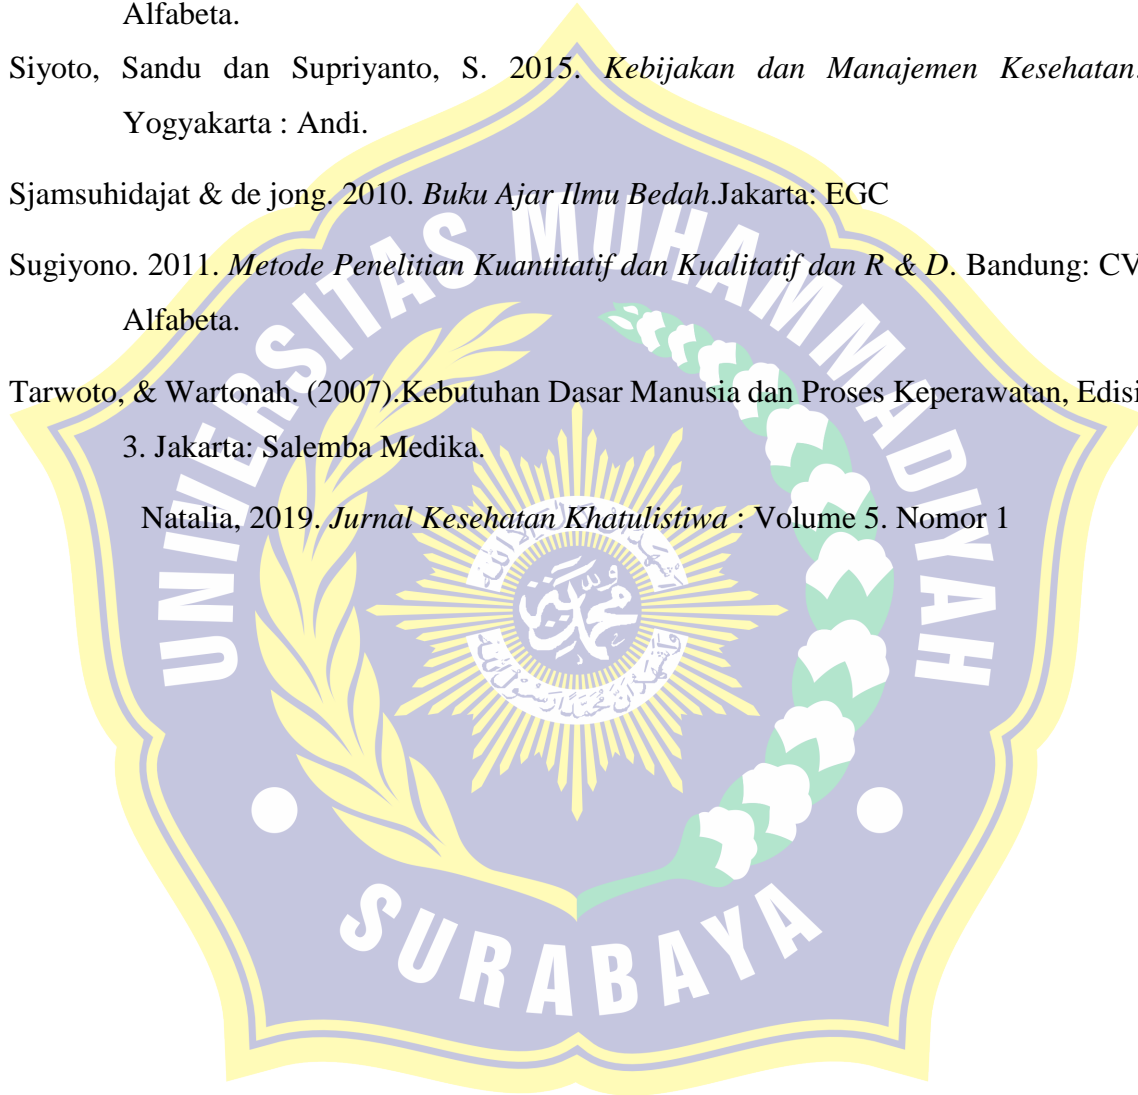 Alfabeta.
Siyoto, Sandu dan Supriyanto, S. 2015. Kebijakan dan Manajemen Kesehatan.
Yogyakarta : Andi.
Sjamsuhidajat & de jong. 2010. Buku Ajar Ilmu Bedah.Jakarta: EGC
Sugiyono. 2011. Metode Penelitian Kuantitatif dan Kualitatif dan R & D. Bandung: CV
Alfabeta.
Tarwoto, & Wartonah. (2007).Kebutuhan Dasar Manusia dan Proses Keperawatan, Edisi
3. Jakarta: Salemba Medika.
Natalia, 2019. Jurnal Kesehatan Khatulistiwa : Volume 5. Nomor 1
UNIVERSITAS MUHAMMADIYAH
محمدية
SURABAYA